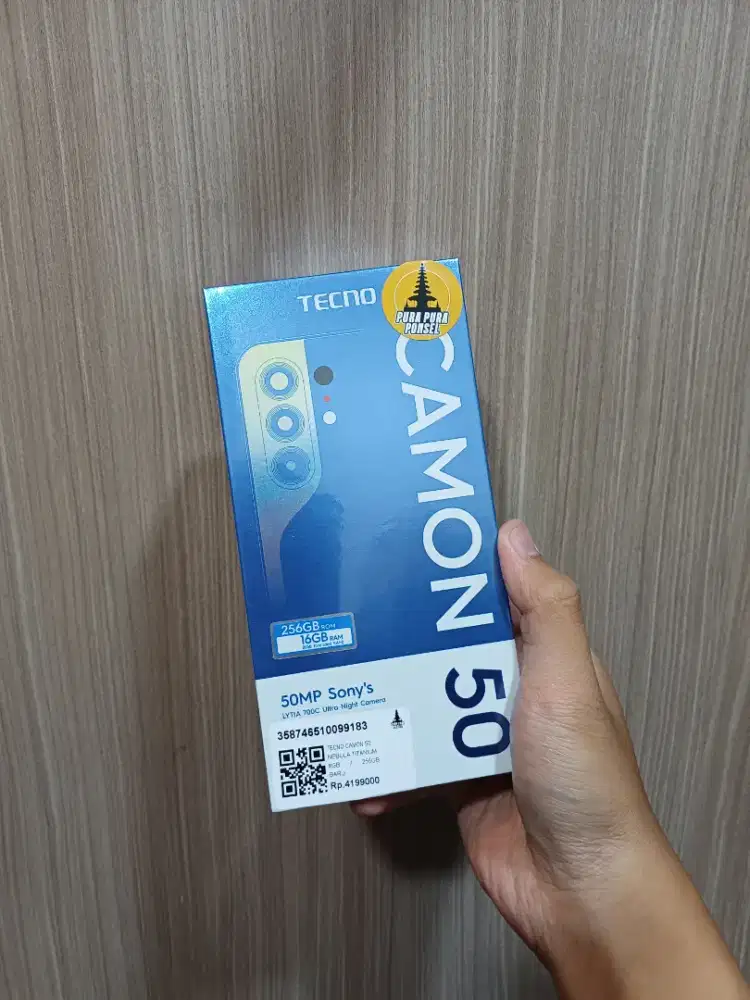 TECNO
PURA PURA
PONSEL
CAMON 50
256GB ROM
16GB RAM
50MP Sony's
LYTIA 700C Ultra Night Camera
358746510099183
TECNO CAMON 50
NEBULA TITANIUM
8GB / 256GB
BARU
Rp.4199000